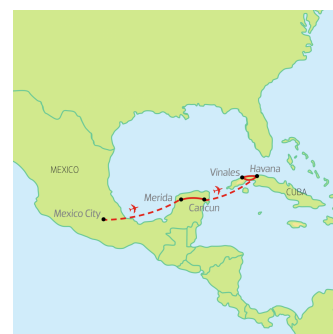 MEXICO
Vinales
Havana
CUBA
Merida
Cancun
Mexico City